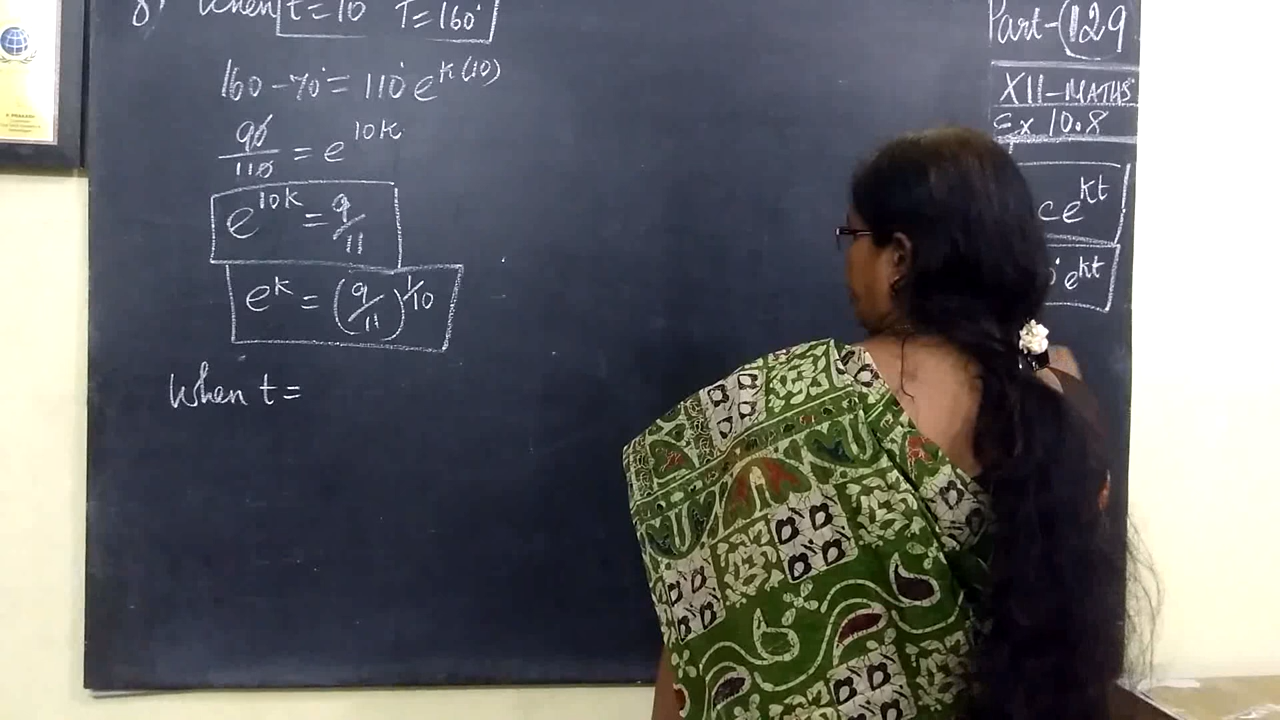 8) When t=10 T=160°
160-70°=110°e^k(10)
90/110 = e^10k
e^10k = 9/11
e^k = (9/11)^1/10
When t=
Part-(129
XII-MATHS
Ex 10.8
ce^kt
e^kt